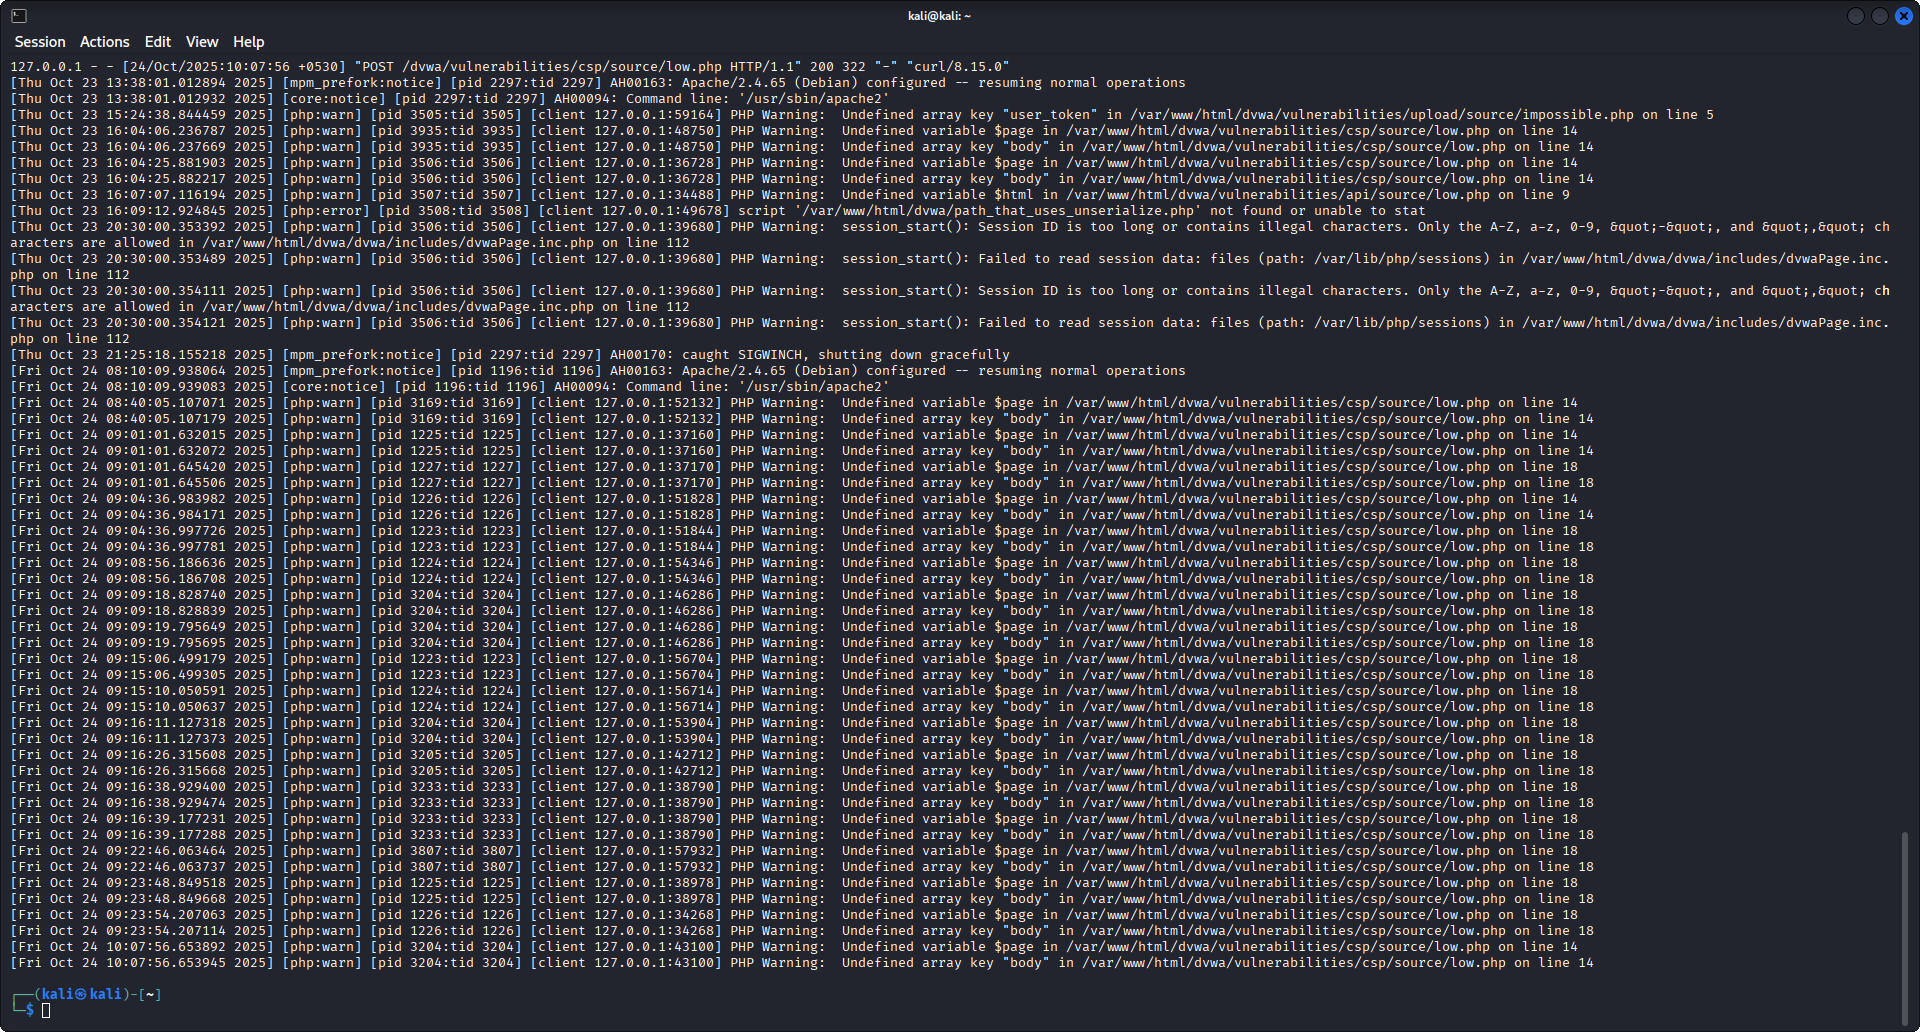 kali@kali: ~
Session Actions Edit View Help
127.0.0.1 - - [24/Oct/2025:10:07:56 +0530] "POST /dvwa/vulnerabilities/csp/source/low.php HTTP/1.1" 200 322 "-" "curl/8.15.0"
[Thu Oct 23 13:38:01.012894 2025] [mpm_prefork:notice] [pid 2297:tid 2297] AH00163: Apache/2.4.65 (Debian) configured -- resuming normal operations
[Thu Oct 23 13:38:01.012932 2025] [core:notice] [pid 2297:tid 2297] AH00094: Command line: '/usr/sbin/apache2'
[Thu Oct 23 15:24:38.844459 2025] [php:warn] [pid 3505:tid 3505] [client 127.0.0.1:59164] PHP Warning:  Undefined array key "user_token" in /var/www/html/dvwa/vulnerabilities/upload/source/impossible.php on line 5
[Thu Oct 23 16:04:06.236787 2025] [php:warn] [pid 3935:tid 3935] [client 127.0.0.1:48750] PHP Warning:  Undefined variable $page in /var/www/html/dvwa/vulnerabilities/csp/source/low.php on line 14
[Thu Oct 23 16:04:06.237669 2025] [php:warn] [pid 3935:tid 3935] [client 127.0.0.1:48750] PHP Warning:  Undefined array key "body" in /var/www/html/dvwa/vulnerabilities/csp/source/low.php on line 14
[Thu Oct 23 16:04:25.881903 2025] [php:warn] [pid 3506:tid 3506] [client 127.0.0.1:36728] PHP Warning:  Undefined variable $page in /var/www/html/dvwa/vulnerabilities/csp/source/low.php on line 14
[Thu Oct 23 16:04:25.882217 2025] [php:warn] [pid 3506:tid 3506] [client 127.0.0.1:36728] PHP Warning:  Undefined array key "body" in /var/www/html/dvwa/vulnerabilities/csp/source/low.php on line 14
[Thu Oct 23 16:07:07.116194 2025] [php:warn] [pid 3507:tid 3507] [client 127.0.0.1:34488] PHP Warning:  Undefined variable $html in /var/www/html/dvwa/vulnerabilities/api/source/low.php on line 9
[Thu Oct 23 16:09:12.924845 2025] [php:error] [pid 3508:tid 3508] [client 127.0.0.1:49678] script '/var/www/html/dvwa/path_that_uses_unserialize.php' not found or unable to stat
[Thu Oct 23 20:30:00.353392 2025] [php:warn] [pid 3506:tid 3506] [client 127.0.0.1:39680] PHP Warning:  session_start(): Session ID is too long or contains illegal characters. Only the A-Z, a-z, 0-9, &quot;-&quot;, and &quot;,&quot; ch
aracters are allowed in /var/www/html/dvwa/dvwa/includes/dvwaPage.inc.php on line 112
[Thu Oct 23 20:30:00.353489 2025] [php:warn] [pid 3506:tid 3506] [client 127.0.0.1:39680] PHP Warning:  session_start(): Failed to read session data: files (path: /var/lib/php/sessions) in /var/www/html/dvwa/dvwa/includes/dvwaPage.inc.
php on line 112
[Thu Oct 23 20:30:00.354111 2025] [php:warn] [pid 3506:tid 3506] [client 127.0.0.1:39680] PHP Warning:  session_start(): Session ID is too long or contains illegal characters. Only the A-Z, a-z, 0-9, &quot;-&quot;, and &quot;,&quot; ch
aracters are allowed in /var/www/html/dvwa/dvwa/includes/dvwaPage.inc.php on line 112
[Thu Oct 23 20:30:00.354121 2025] [php:warn] [pid 3506:tid 3506] [client 127.0.0.1:39680] PHP Warning:  session_start(): Failed to read session data: files (path: /var/lib/php/sessions) in /var/www/html/dvwa/dvwa/includes/dvwaPage.inc.
php on line 112
[Thu Oct 23 21:25:18.155218 2025] [mpm_prefork:notice] [pid 2297:tid 2297] AH00170: caught SIGWINCH, shutting down gracefully
[Fri Oct 24 08:10:09.938064 2025] [mpm_prefork:notice] [pid 1196:tid 1196] AH00163: Apache/2.4.65 (Debian) configured -- resuming normal operations
[Fri Oct 24 08:10:09.939083 2025] [core:notice] [pid 1196:tid 1196] AH00094: Command line: '/usr/sbin/apache2'
[Fri Oct 24 08:40:05.107071 2025] [php:warn] [pid 3169:tid 3169] [client 127.0.0.1:52132] PHP Warning:  Undefined variable $page in /var/www/html/dvwa/vulnerabilities/csp/source/low.php on line 14
[Fri Oct 24 08:40:05.107179 2025] [php:warn] [pid 3169:tid 3169] [client 127.0.0.1:52132] PHP Warning:  Undefined array key "body" in /var/www/html/dvwa/vulnerabilities/csp/source/low.php on line 14
[Fri Oct 24 09:01:01.632015 2025] [php:warn] [pid 1225:tid 1225] [client 127.0.0.1:37160] PHP Warning:  Undefined variable $page in /var/www/html/dvwa/vulnerabilities/csp/source/low.php on line 14
[Fri Oct 24 09:01:01.632072 2025] [php:warn] [pid 1225:tid 1225] [client 127.0.0.1:37160] PHP Warning:  Undefined array key "body" in /var/www/html/dvwa/vulnerabilities/csp/source/low.php on line 14
[Fri Oct 24 09:01:01.645420 2025] [php:warn] [pid 1227:tid 1227] [client 127.0.0.1:37170] PHP Warning:  Undefined variable $page in /var/www/html/dvwa/vulnerabilities/csp/source/low.php on line 18
[Fri Oct 24 09:01:01.645506 2025] [php:warn] [pid 1227:tid 1227] [client 127.0.0.1:37170] PHP Warning:  Undefined array key "body" in /var/www/html/dvwa/vulnerabilities/csp/source/low.php on line 18
[Fri Oct 24 09:04:36.983982 2025] [php:warn] [pid 1226:tid 1226] [client 127.0.0.1:51828] PHP Warning:  Undefined variable $page in /var/www/html/dvwa/vulnerabilities/csp/source/low.php on line 14
[Fri Oct 24 09:04:36.984171 2025] [php:warn] [pid 1226:tid 1226] [client 127.0.0.1:51828] PHP Warning:  Undefined array key "body" in /var/www/html/dvwa/vulnerabilities/csp/source/low.php on line 14
[Fri Oct 24 09:04:36.997726 2025] [php:warn] [pid 1223:tid 1223] [client 127.0.0.1:51844] PHP Warning:  Undefined variable $page in /var/www/html/dvwa/vulnerabilities/csp/source/low.php on line 18
[Fri Oct 24 09:04:36.997781 2025] [php:warn] [pid 1223:tid 1223] [client 127.0.0.1:51844] PHP Warning:  Undefined array key "body" in /var/www/html/dvwa/vulnerabilities/csp/source/low.php on line 18
[Fri Oct 24 09:08:56.186636 2025] [php:warn] [pid 1224:tid 1224] [client 127.0.0.1:54346] PHP Warning:  Undefined variable $page in /var/www/html/dvwa/vulnerabilities/csp/source/low.php on line 18
[Fri Oct 24 09:08:56.186708 2025] [php:warn] [pid 1224:tid 1224] [client 127.0.0.1:54346] PHP Warning:  Undefined array key "body" in /var/www/html/dvwa/vulnerabilities/csp/source/low.php on line 18
[Fri Oct 24 09:09:18.828740 2025] [php:warn] [pid 3204:tid 3204] [client 127.0.0.1:46286] PHP Warning:  Undefined variable $page in /var/www/html/dvwa/vulnerabilities/csp/source/low.php on line 18
[Fri Oct 24 09:09:18.828839 2025] [php:warn] [pid 3204:tid 3204] [client 127.0.0.1:46286] PHP Warning:  Undefined array key "body" in /var/www/html/dvwa/vulnerabilities/csp/source/low.php on line 18
[Fri Oct 24 09:09:19.795649 2025] [php:warn] [pid 3204:tid 3204] [client 127.0.0.1:46286] PHP Warning:  Undefined variable $page in /var/www/html/dvwa/vulnerabilities/csp/source/low.php on line 18
[Fri Oct 24 09:09:19.795695 2025] [php:warn] [pid 3204:tid 3204] [client 127.0.0.1:46286] PHP Warning:  Undefined array key "body" in /var/www/html/dvwa/vulnerabilities/csp/source/low.php on line 18
[Fri Oct 24 09:15:06.499179 2025] [php:warn] [pid 1223:tid 1223] [client 127.0.0.1:56704] PHP Warning:  Undefined variable $page in /var/www/html/dvwa/vulnerabilities/csp/source/low.php on line 18
[Fri Oct 24 09:15:06.499305 2025] [php:warn] [pid 1223:tid 1223] [client 127.0.0.1:56704] PHP Warning:  Undefined array key "body" in /var/www/html/dvwa/vulnerabilities/csp/source/low.php on line 18
[Fri Oct 24 09:15:10.050591 2025] [php:warn] [pid 1224:tid 1224] [client 127.0.0.1:56714] PHP Warning:  Undefined variable $page in /var/www/html/dvwa/vulnerabilities/csp/source/low.php on line 18
[Fri Oct 24 09:15:10.050637 2025] [php:warn] [pid 1224:tid 1224] [client 127.0.0.1:56714] PHP Warning:  Undefined array key "body" in /var/www/html/dvwa/vulnerabilities/csp/source/low.php on line 18
[Fri Oct 24 09:16:11.127318 2025] [php:warn] [pid 3204:tid 3204] [client 127.0.0.1:53904] PHP Warning:  Undefined variable $page in /var/www/html/dvwa/vulnerabilities/csp/source/low.php on line 18
[Fri Oct 24 09:16:11.127373 2025] [php:warn] [pid 3204:tid 3204] [client 127.0.0.1:53904] PHP Warning:  Undefined array key "body" in /var/www/html/dvwa/vulnerabilities/csp/source/low.php on line 18
[Fri Oct 24 09:16:26.315608 2025] [php:warn] [pid 3205:tid 3205] [client 127.0.0.1:42712] PHP Warning:  Undefined variable $page in /var/www/html/dvwa/vulnerabilities/csp/source/low.php on line 18
[Fri Oct 24 09:16:26.315668 2025] [php:warn] [pid 3205:tid 3205] [client 127.0.0.1:42712] PHP Warning:  Undefined array key "body" in /var/www/html/dvwa/vulnerabilities/csp/source/low.php on line 18
[Fri Oct 24 09:16:38.929400 2025] [php:warn] [pid 3233:tid 3233] [client 127.0.0.1:38790] PHP Warning:  Undefined variable $page in /var/www/html/dvwa/vulnerabilities/csp/source/low.php on line 18
[Fri Oct 24 09:16:38.929474 2025] [php:warn] [pid 3233:tid 3233] [client 127.0.0.1:38790] PHP Warning:  Undefined array key "body" in /var/www/html/dvwa/vulnerabilities/csp/source/low.php on line 18
[Fri Oct 24 09:16:39.177231 2025] [php:warn] [pid 3233:tid 3233] [client 127.0.0.1:38790] PHP Warning:  Undefined variable $page in /var/www/html/dvwa/vulnerabilities/csp/source/low.php on line 18
[Fri Oct 24 09:16:39.177288 2025] [php:warn] [pid 3233:tid 3233] [client 127.0.0.1:38790] PHP Warning:  Undefined array key "body" in /var/www/html/dvwa/vulnerabilities/csp/source/low.php on line 18
[Fri Oct 24 09:22:46.063464 2025] [php:warn] [pid 3807:tid 3807] [client 127.0.0.1:57932] PHP Warning:  Undefined variable $page in /var/www/html/dvwa/vulnerabilities/csp/source/low.php on line 18
[Fri Oct 24 09:22:46.063737 2025] [php:warn] [pid 3807:tid 3807] [client 127.0.0.1:57932] PHP Warning:  Undefined array key "body" in /var/www/html/dvwa/vulnerabilities/csp/source/low.php on line 18
[Fri Oct 24 09:23:48.849518 2025] [php:warn] [pid 1225:tid 1225] [client 127.0.0.1:38978] PHP Warning:  Undefined variable $page in /var/www/html/dvwa/vulnerabilities/csp/source/low.php on line 18
[Fri Oct 24 09:23:48.849668 2025] [php:warn] [pid 1225:tid 1225] [client 127.0.0.1:38978] PHP Warning:  Undefined array key "body" in /var/www/html/dvwa/vulnerabilities/csp/source/low.php on line 18
[Fri Oct 24 09:23:54.207063 2025] [php:warn] [pid 1226:tid 1226] [client 127.0.0.1:34268] PHP Warning:  Undefined variable $page in /var/www/html/dvwa/vulnerabilities/csp/source/low.php on line 18
[Fri Oct 24 09:23:54.207114 2025] [php:warn] [pid 1226:tid 1226] [client 127.0.0.1:34268] PHP Warning:  Undefined array key "body" in /var/www/html/dvwa/vulnerabilities/csp/source/low.php on line 18
[Fri Oct 24 10:07:56.653892 2025] [php:warn] [pid 3204:tid 3204] [client 127.0.0.1:43100] PHP Warning:  Undefined variable $page in /var/www/html/dvwa/vulnerabilities/csp/source/low.php on line 14
[Fri Oct 24 10:07:56.653945 2025] [php:warn] [pid 3204:tid 3204] [client 127.0.0.1:43100] PHP Warning:  Undefined array key "body" in /var/www/html/dvwa/vulnerabilities/csp/source/low.php on line 14
┌──(kali㉿kali)-[~]
└─$